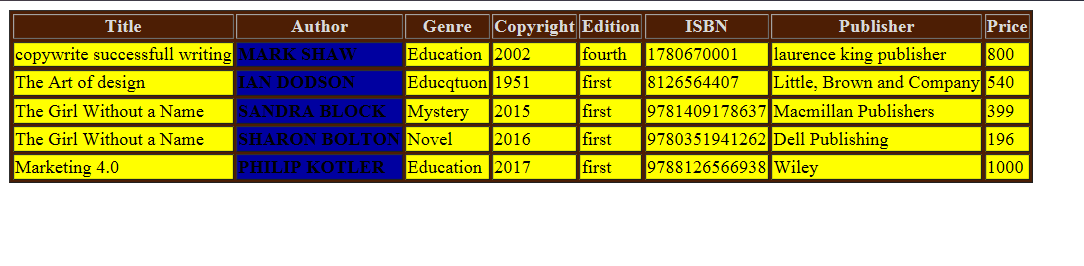 Title Author Genre Copyright Edition ISBN Publisher Price
copywrite successfull writing MARK SHAW Education 2002 fourth 1780670001 laurence king publisher 800
The Art of design IAN DODSON Educqtuon 1951 first 8126564407 Little, Brown and Company 540
The Girl Without a Name SANDRA BLOCK Mystery 2015 first 9781409178637 Macmillan Publishers 399
The Girl Without a Name SHARON BOLTON Novel 2016 first 9780351941262 Dell Publishing 196
Marketing 4.0 PHILIP KOTLER Education 2017 first 9788126566938 Wiley 1000